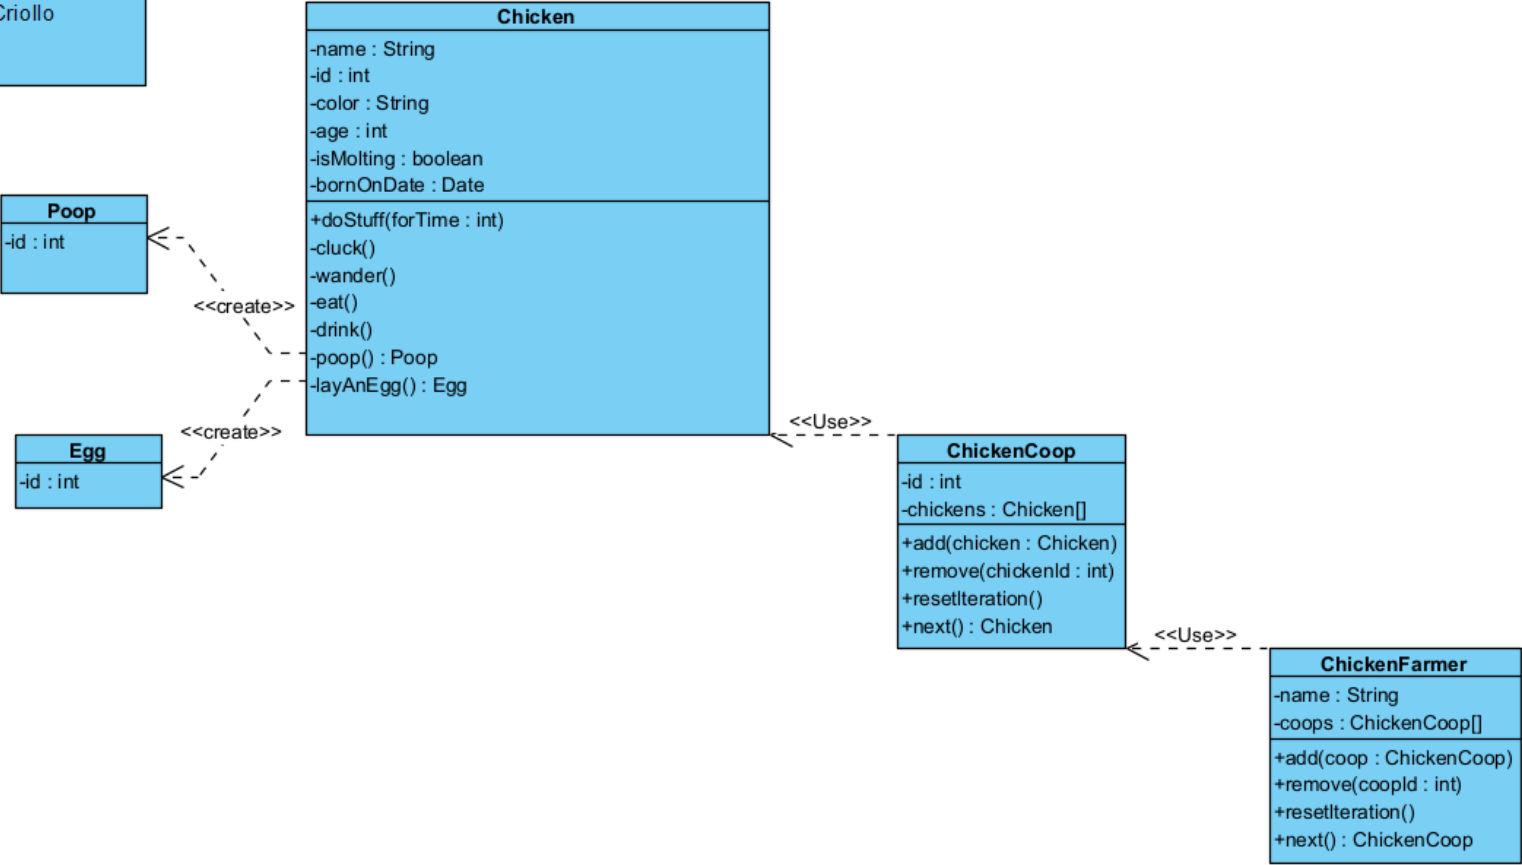 Criollo
Chicken
-name : String
-id : int
-color : String
-age : int
-isMolting : boolean
-bornOnDate : Date
+doStuff(forTime : int)
-cluck()
-wander()
-eat()
-drink()
-poop() : Poop
-layAnEgg() : Egg
Poop
-id : int
<<create>>
<<create>>
Egg
-id : int
<<Use>>
ChickenCoop
-id : int
-chickens : Chicken[]
+add(chicken : Chicken)
+remove(chickenId : int)
+resetIteration()
+next() : Chicken
<<Use>>
ChickenFarmer
-name : String
-coops : ChickenCoop[]
+add(coop : ChickenCoop)
+remove(coopId : int)
+resetIteration()
+next() : ChickenCoop